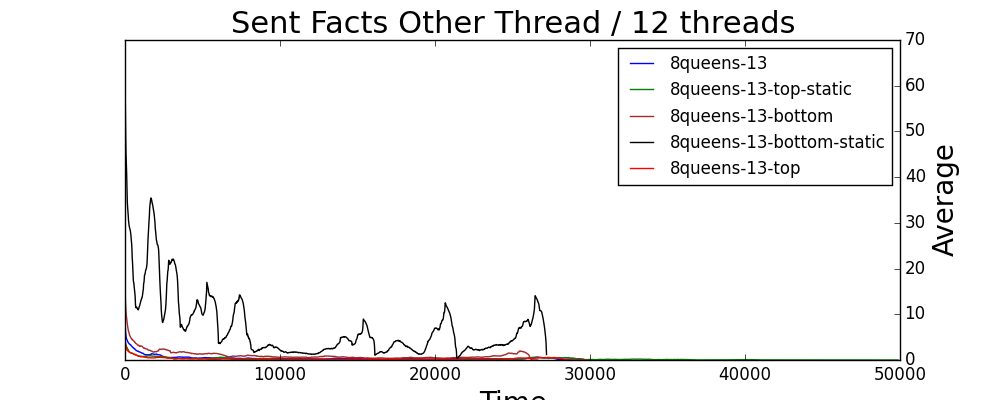 Sent Facts Other Thread / 12 threads
70
8queens-13
60
8queens-13-top-static
8queens-13-bottom
50
8queens-13-bottom-static
8queens-13-top
40
Average
30
20
10
0
0 10000 20000 30000 40000 50000
Time